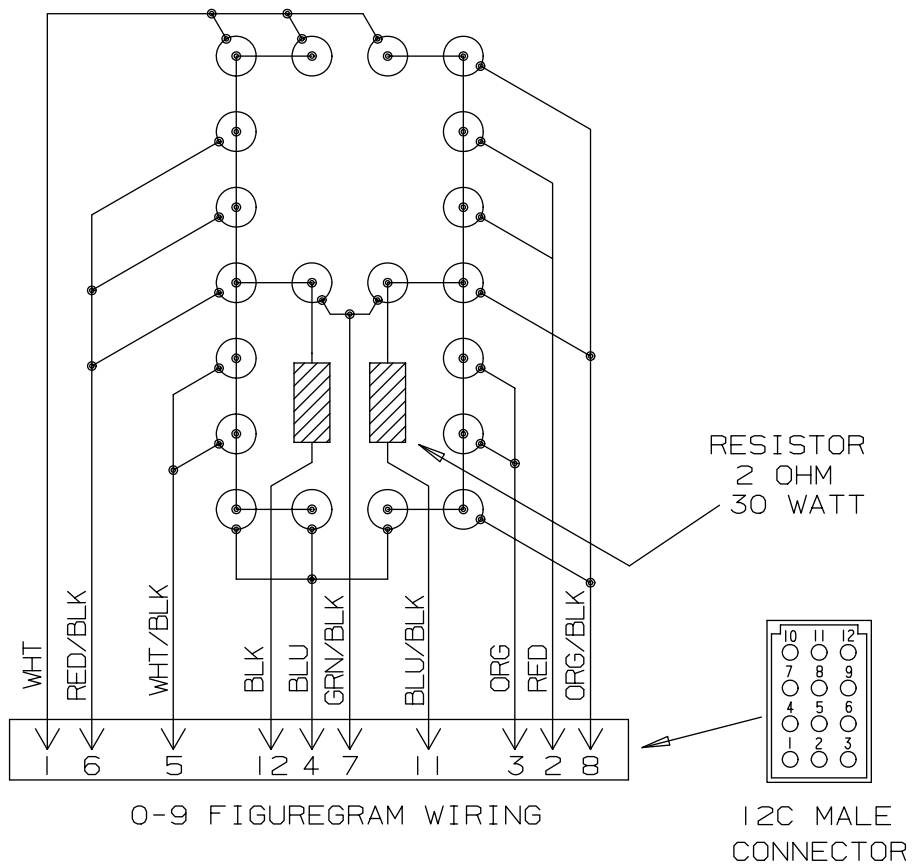 RESISTOR
2 OHM
30 WATT
WHT
RED/BLK
WHT/BLK
BLK
BLU
GRN/BLK
BLU/BLK
ORG
RED
ORG/BLK
1 6 5 12 4 7 11 3 2 8
10 11 12
7 8 9
4 5 6
1 2 3
0-9 FIGUREGRAM WIRING
12C MALE
CONNECTOR